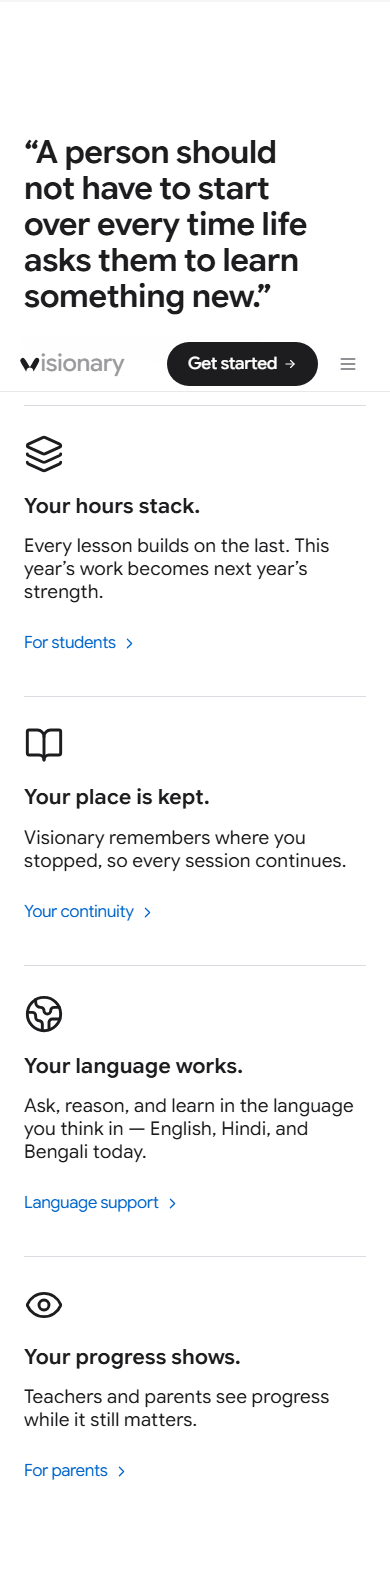 “A person should
not have to start
over every time life
asks them to learn
something new.”
visionary
Get started →
Your hours stack.
Every lesson builds on the last. This
year’s work becomes next year’s
strength.
For students >
Your place is kept.
Visionary remembers where you
stopped, so every session continues.
Your continuity >
Your language works.
Ask, reason, and learn in the language
you think in — English, Hindi, and
Bengali today.
Language support >
Your progress shows.
Teachers and parents see progress
while it still matters.
For parents >